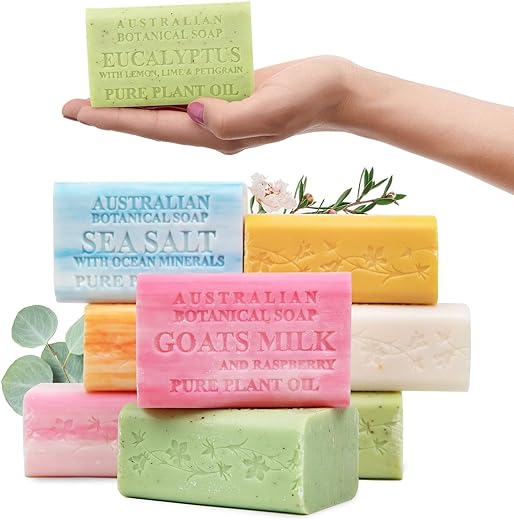 AUSTRALIAN
BOTANICAL SOAP
EUCALYPTUS
WITH LEMON, LIME & PETIGRAIN
PURE PLANT OIL
AUSTRALIAN
BOTANICAL SOAP
SEA SALT
WITH OCEAN MINERALS
PURE
AUSTRALIAN
BOTANICAL SOAP
GOATS MILK
AND RASPBERRY
PURE PLANT OIL